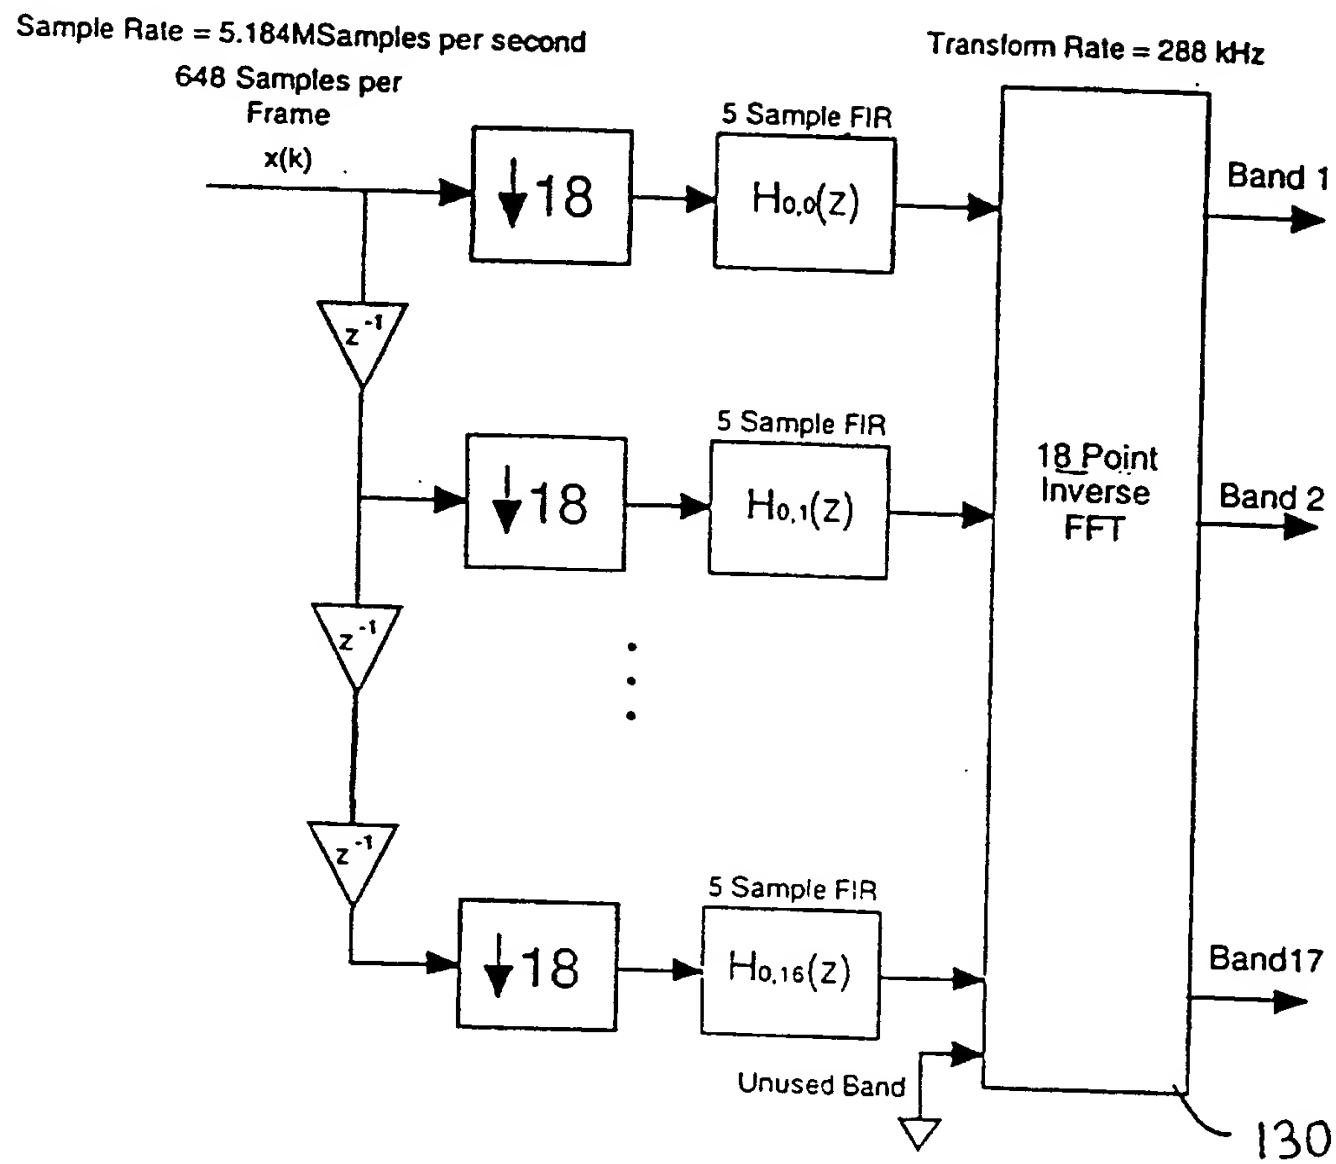 Sample Rate = 5.184MSamples per second
648 Samples per
Frame
x(k)
Transform Rate = 288 kHz
5 Sample FIR
↓18
H0,0(z)
Band 1
z-1
5 Sample FIR
↓18
H0,1(z)
18 Point
Inverse
FFT
Band 2
z-1
z-1
5 Sample FIR
↓18
H0,16(z)
Band17
Unused Band
130